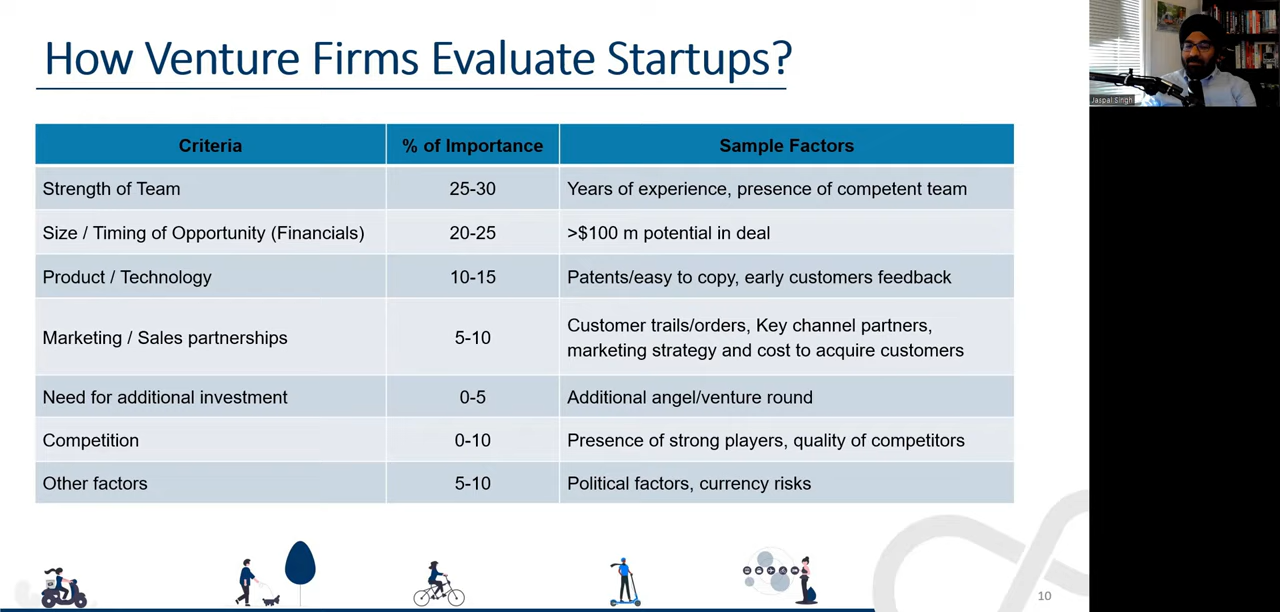 How Venture Firms Evaluate Startups?
Jaspal Singh
Criteria % of Importance Sample Factors
Strength of Team 25-30 Years of experience, presence of competent team
Size / Timing of Opportunity (Financials) 20-25 >$100 m potential in deal
Product / Technology 10-15 Patents/easy to copy, early customers feedback
Marketing / Sales partnerships 5-10 Customer trails/orders, Key channel partners,
marketing strategy and cost to acquire customers
Need for additional investment 0-5 Additional angel/venture round
Competition 0-10 Presence of strong players, quality of competitors
Other factors 5-10 Political factors, currency risks
10